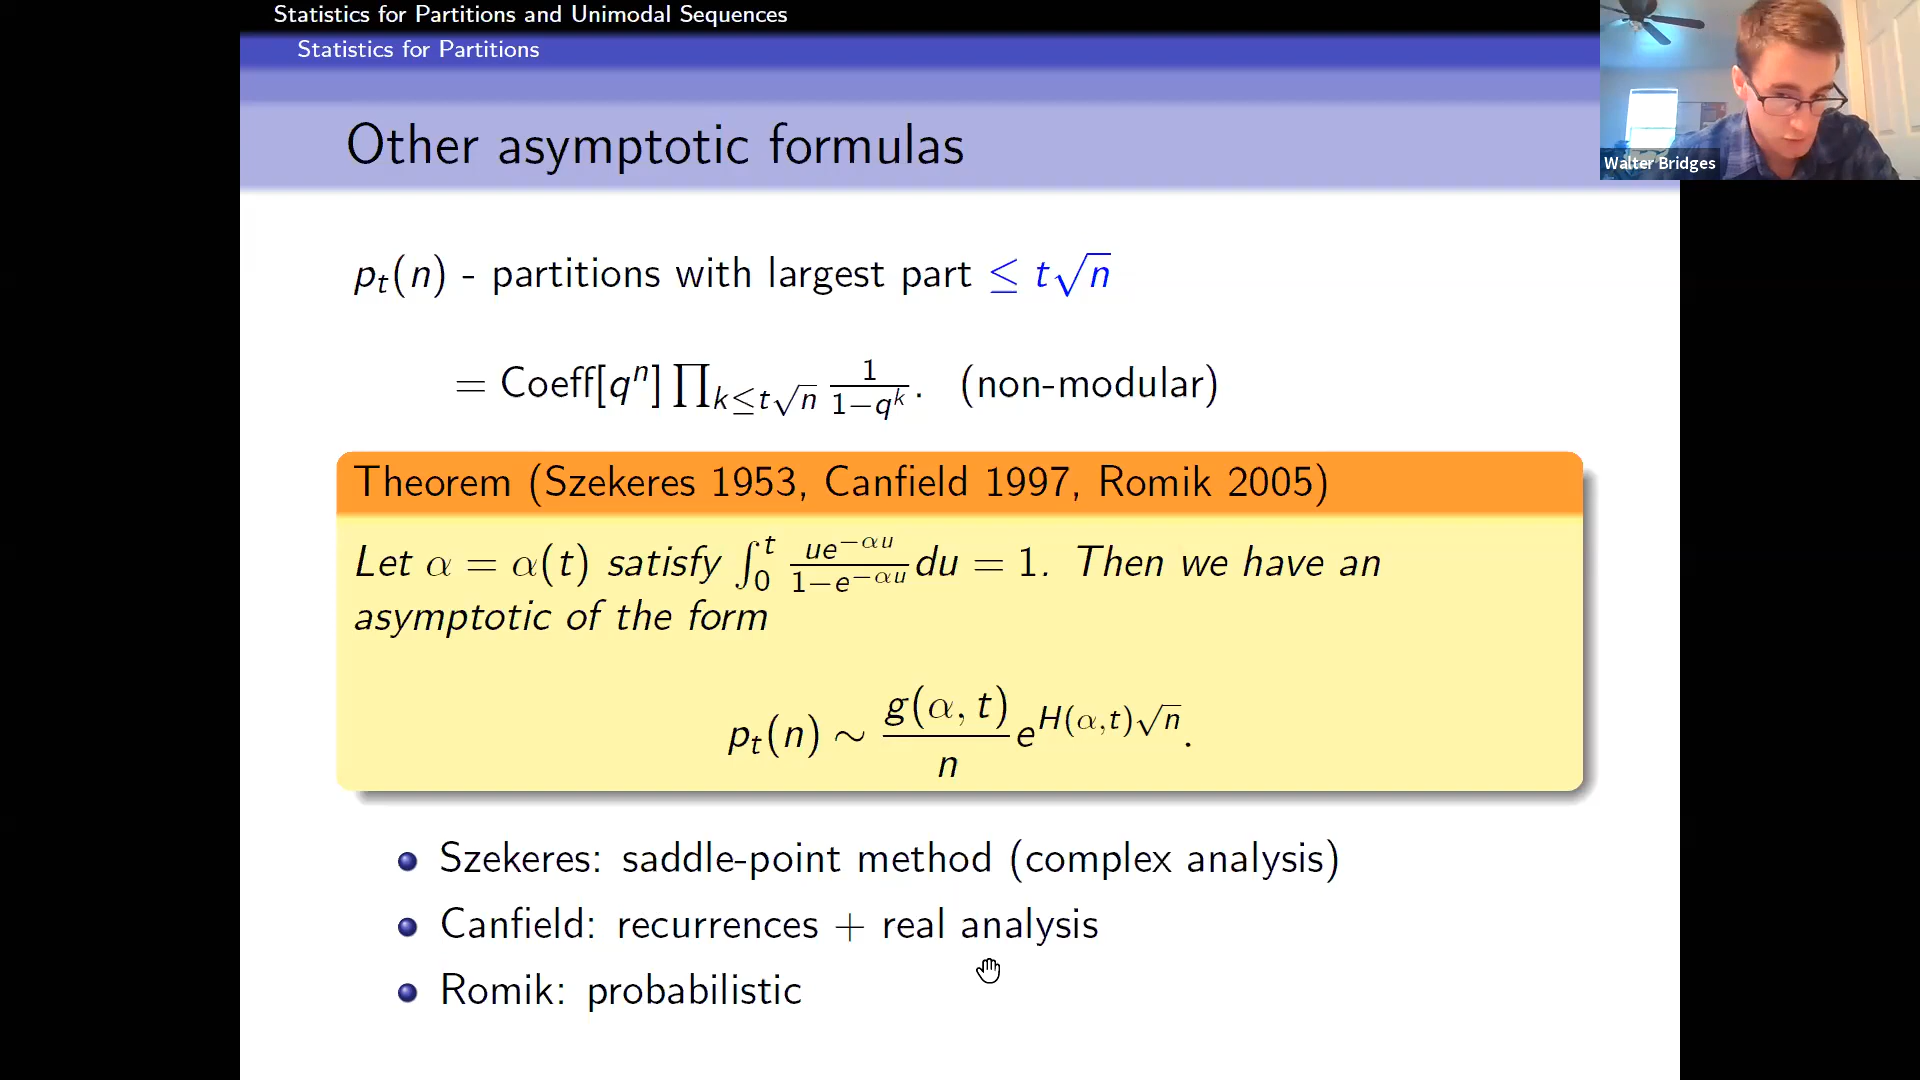 Statistics for Partitions and Unimodal Sequences
Statistics for Partitions
Walter Bridges
Other asymptotic formulas
p_t(n) - partitions with largest part ≤ t√n
= Coeff[q^n] ∏_{k≤t√n} 1/(1−q^k). (non-modular)
Theorem (Szekeres 1953, Canfield 1997, Romik 2005)
Let α = α(t) satisfy ∫_0^t ue^{−αu}/(1−e^{−αu}) du = 1. Then we have an
asymptotic of the form
p_t(n) ∼ g(α, t)/n e^{H(α,t)√n}.
Szekeres: saddle-point method (complex analysis)
Canfield: recurrences + real analysis
Romik: probabilistic